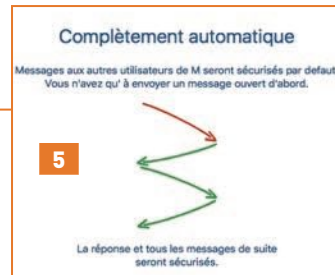 Complètement automatique
Messages aux autres utilisateurs de M seront sécurisés par defaut
Vous n'avez qu' à envoyer un message ouvert d'abord.
5
La réponse et tous les messages de suite
seront sécurisés.